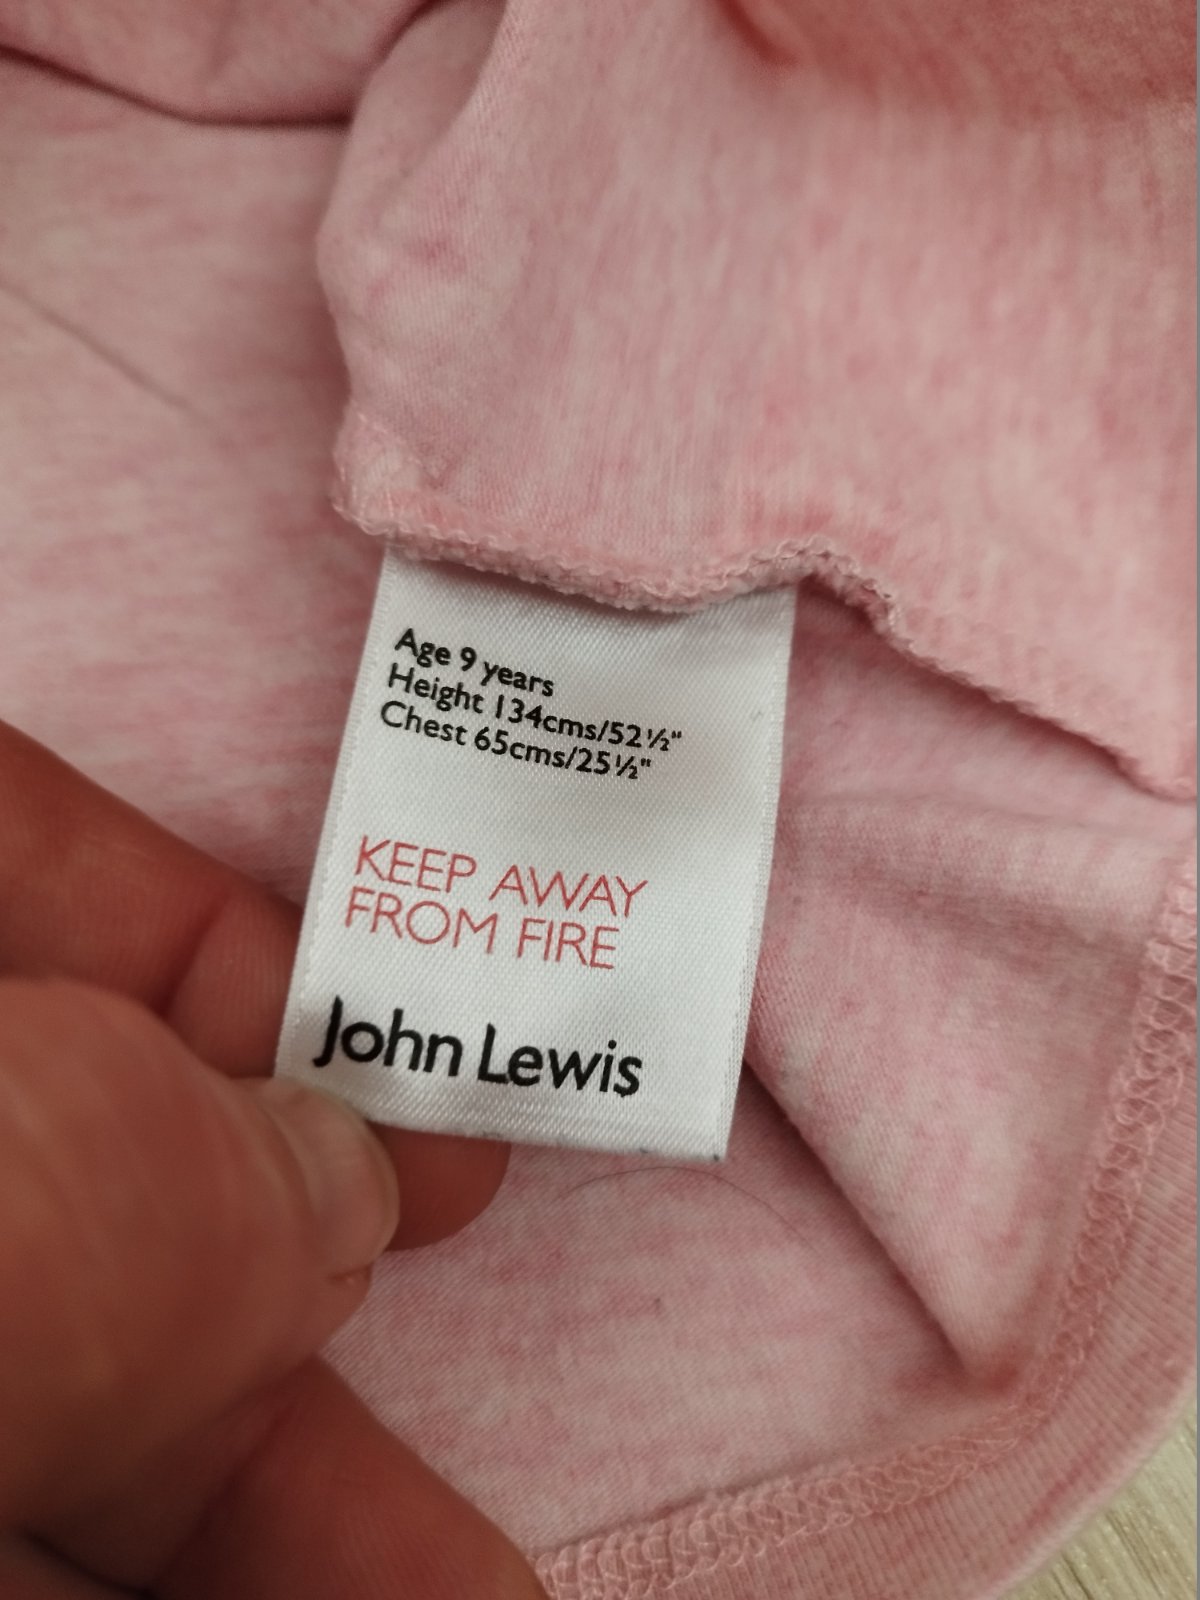 Age 9 years
Height 134cms/52½"
Chest 65cms/25½"
KEEP AWAY
FROM FIRE
John Lewis